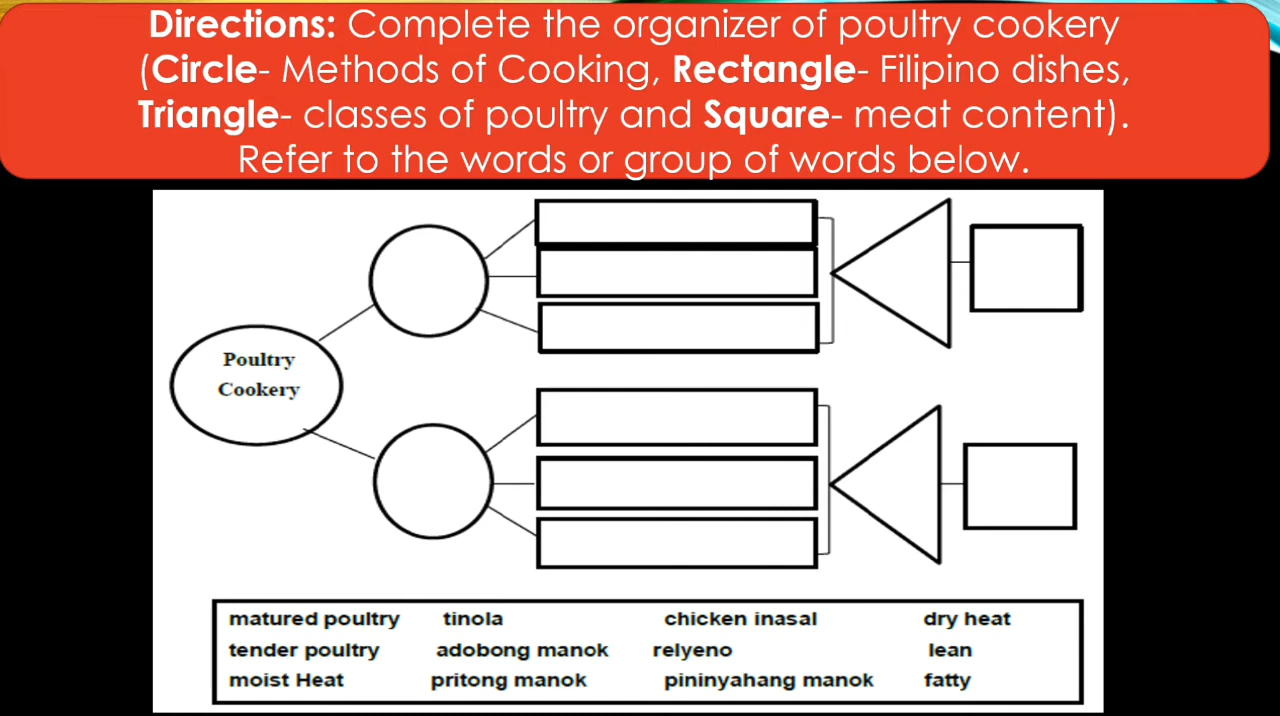 Directions: Complete the organizer of poultry cookery
(Circle- Methods of Cooking, Rectangle- Filipino dishes,
Triangle- classes of poultry and Square- meat content).
Refer to the words or group of words below.
Poultry
Cookery
matured poultry tinola chicken inasal dry heat
tender poultry adobong manok relyeno lean
moist Heat pritong manok pininyahang manok fatty